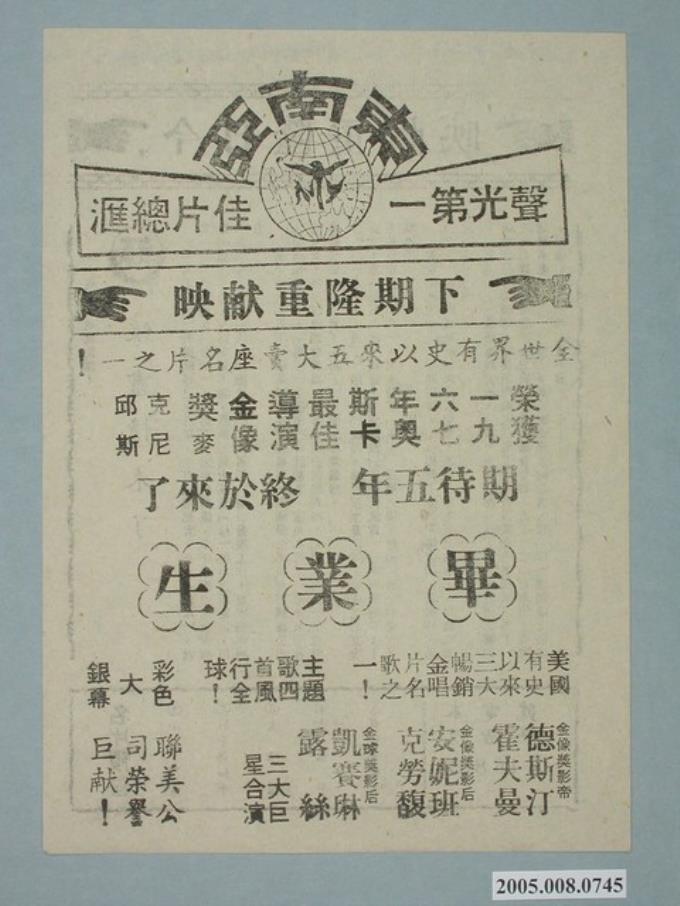 東南亞
聲光第一
佳片總滙
下期隆重献映
全世界有史以來五大賣座名片之一！
榮獲一九六七年奧斯卡最佳導演金像獎麥克尼邱斯
期待五年 終於來了
畢業生
美國有史以來三大暢銷金唱片名歌之一！
主題歌四首風行全球！
彩色大銀幕
金像獎影帝
德斯汀霍夫曼
金像獎影后
安妮班克勞馥
金球獎影后
凱賽琳露絲
三大巨星合演
聯美公司榮譽巨献！
2005.008.0745